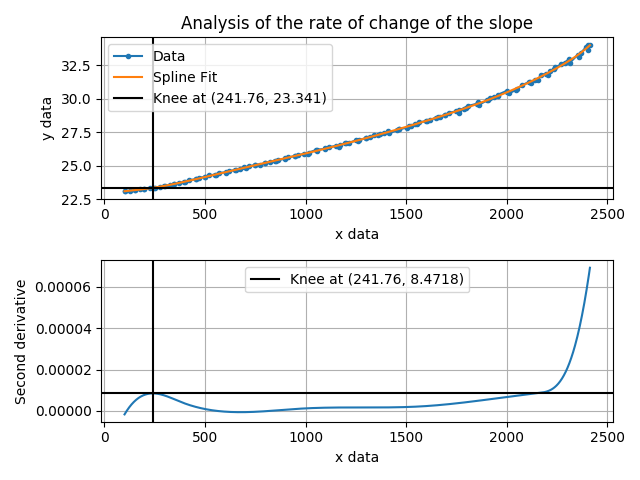 Analysis of the rate of change of the slope
Data
Spline Fit
Knee at (241.76, 23.341)
32.5
30.0
27.5
25.0
22.5
y data
0 500 1000 1500 2000 2500
x data
Knee at (241.76, 8.4718)
0.00006
0.00004
0.00002
0.00000
Second derivative
0 500 1000 1500 2000 2500
x data